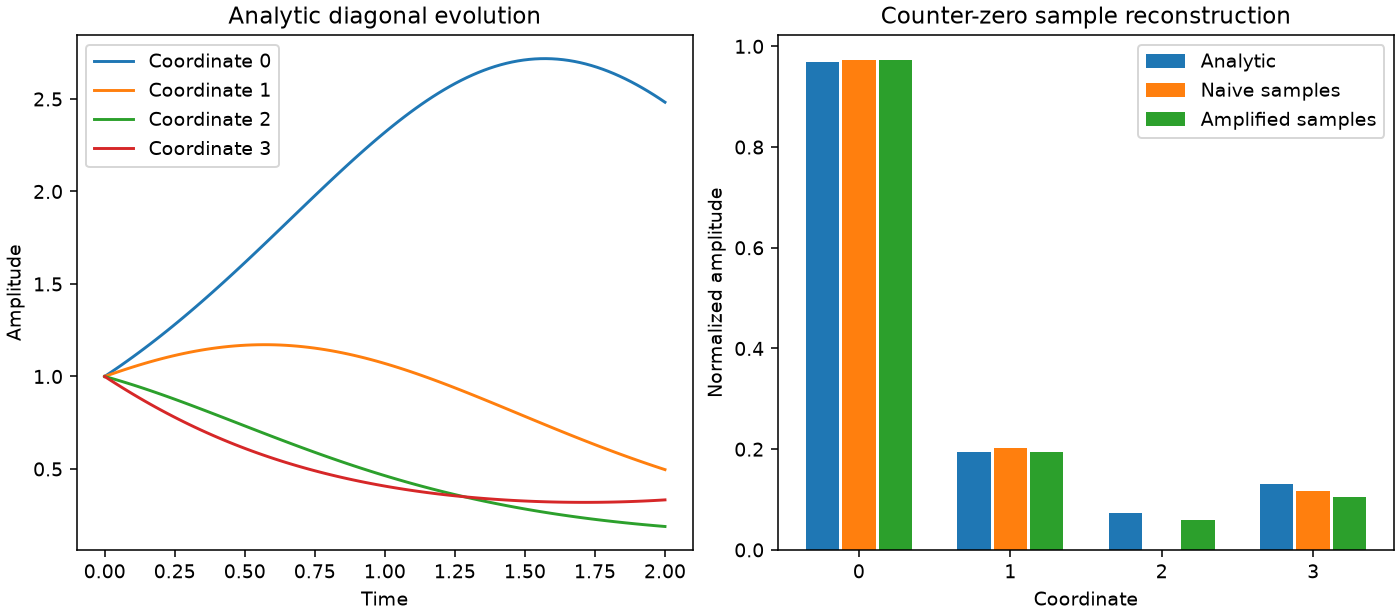 Analytic diagonal evolution
Coordinate 0
Coordinate 1
Coordinate 2
Coordinate 3
Amplitude
2.5
2.0
1.5
1.0
0.5
0.00 0.25 0.50 0.75 1.00 1.25 1.50 1.75 2.00
Time
Counter-zero sample reconstruction
Analytic
Naive samples
Amplified samples
Normalized amplitude
1.0
0.8
0.6
0.4
0.2
0.0
0 1 2 3
Coordinate